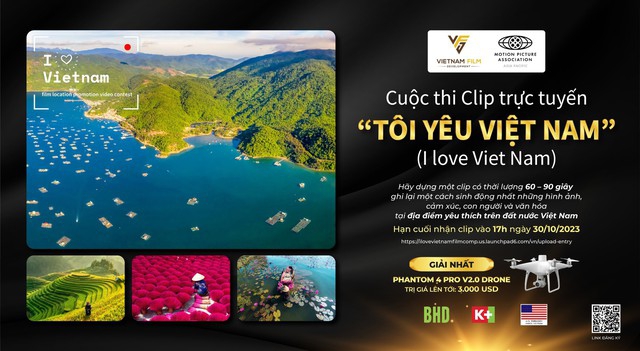 I ♡
Vietnam
film location promotion video contest
VIETNAM FILM
DEVELOPMENT
MOTION PICTURE
ASSOCIATION
ASIA PACIFIC
Cuộc thi Clip trực tuyến
“TÔI YÊU VIỆT NAM”
(I love Viet Nam)
Hãy dựng một clip có thời lượng 60 – 90 giây
ghi lại một cách sinh động nhất những hình ảnh,
cảm xúc, con người và văn hóa
tại địa điểm yêu thích trên đất nước Việt Nam
Hạn cuối nhận clip vào 17h ngày 30/10/2023
https://ilovevietnamfilmcomp.us.launchpad6.com/vn/upload-entry
GIẢI NHẤT
PHANTOM 4 PRO V2.0 DRONE
TRỊ GIÁ LÊN TỚI: 3.000 USD
BHD.
K+
LINK ĐĂNG KÝ